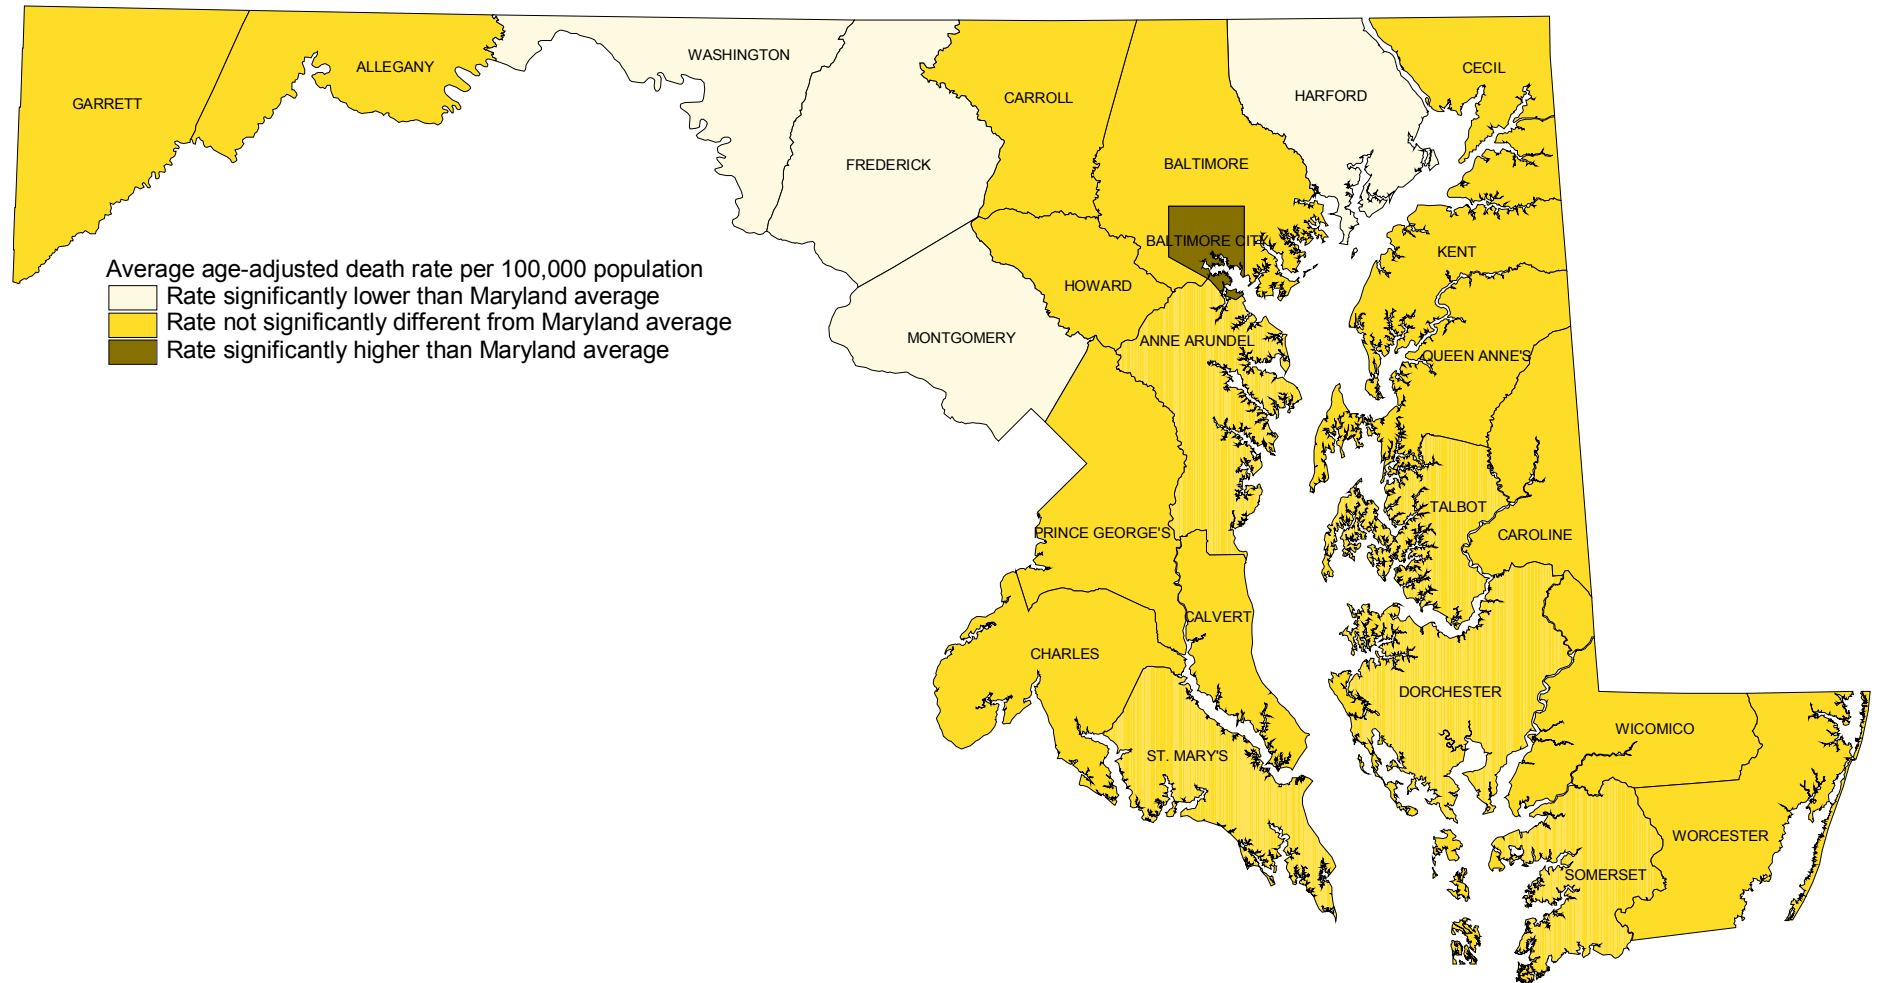 WASHINGTON
ALLEGANY
CECIL
GARRETT
CARROLL
HARFORD
FREDERICK
BALTIMORE
BALTIMORE CITY
KENT
Average age-adjusted death rate per 100,000 population
Rate significantly lower than Maryland average
Rate not significantly different from Maryland average
Rate significantly higher than Maryland average
HOWARD
MONTGOMERY
ANNE ARUNDEL
QUEEN ANNE'S
TALBOT
PRINCE GEORGE'S
CAROLINE
CALVERT
CHARLES
DORCHESTER
WICOMICO
ST. MARY'S
WORCESTER
SOMERSET